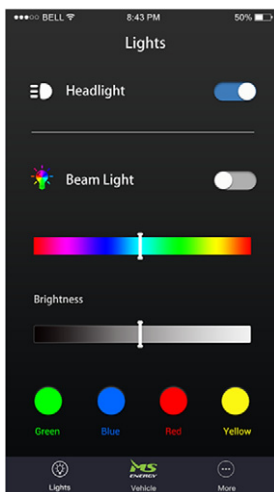 BELL 8:43 PM 50%
Lights
Headlight
Beam Light
Brightness
Green Blue Red Yellow
MS
ENERGY
Lights Vehicle More